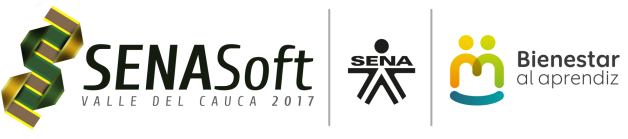 SENASoft
VALLE DEL CAUCA 2017
SENA
Bienestar
al aprendiz